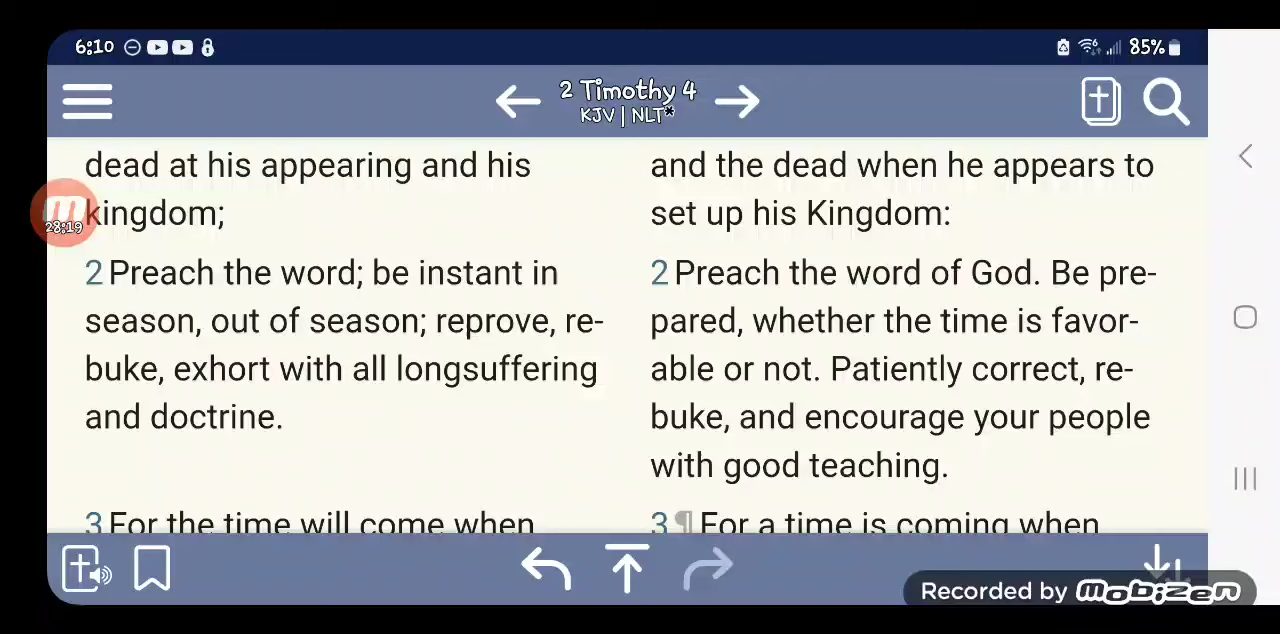 6:10 85%
2 Timothy 4
KJV | NLT*
28:19
dead at his appearing and his
kingdom;
2 Preach the word; be instant in
season, out of season; reprove, re-
buke, exhort with all longsuffering
and doctrine.
3 For the time will come when
and the dead when he appears to
set up his Kingdom:
2 Preach the word of God. Be pre-
pared, whether the time is favor-
able or not. Patiently correct, re-
buke, and encourage your people
with good teaching.
3 ¶ For a time is coming when
Recorded by Mobizen